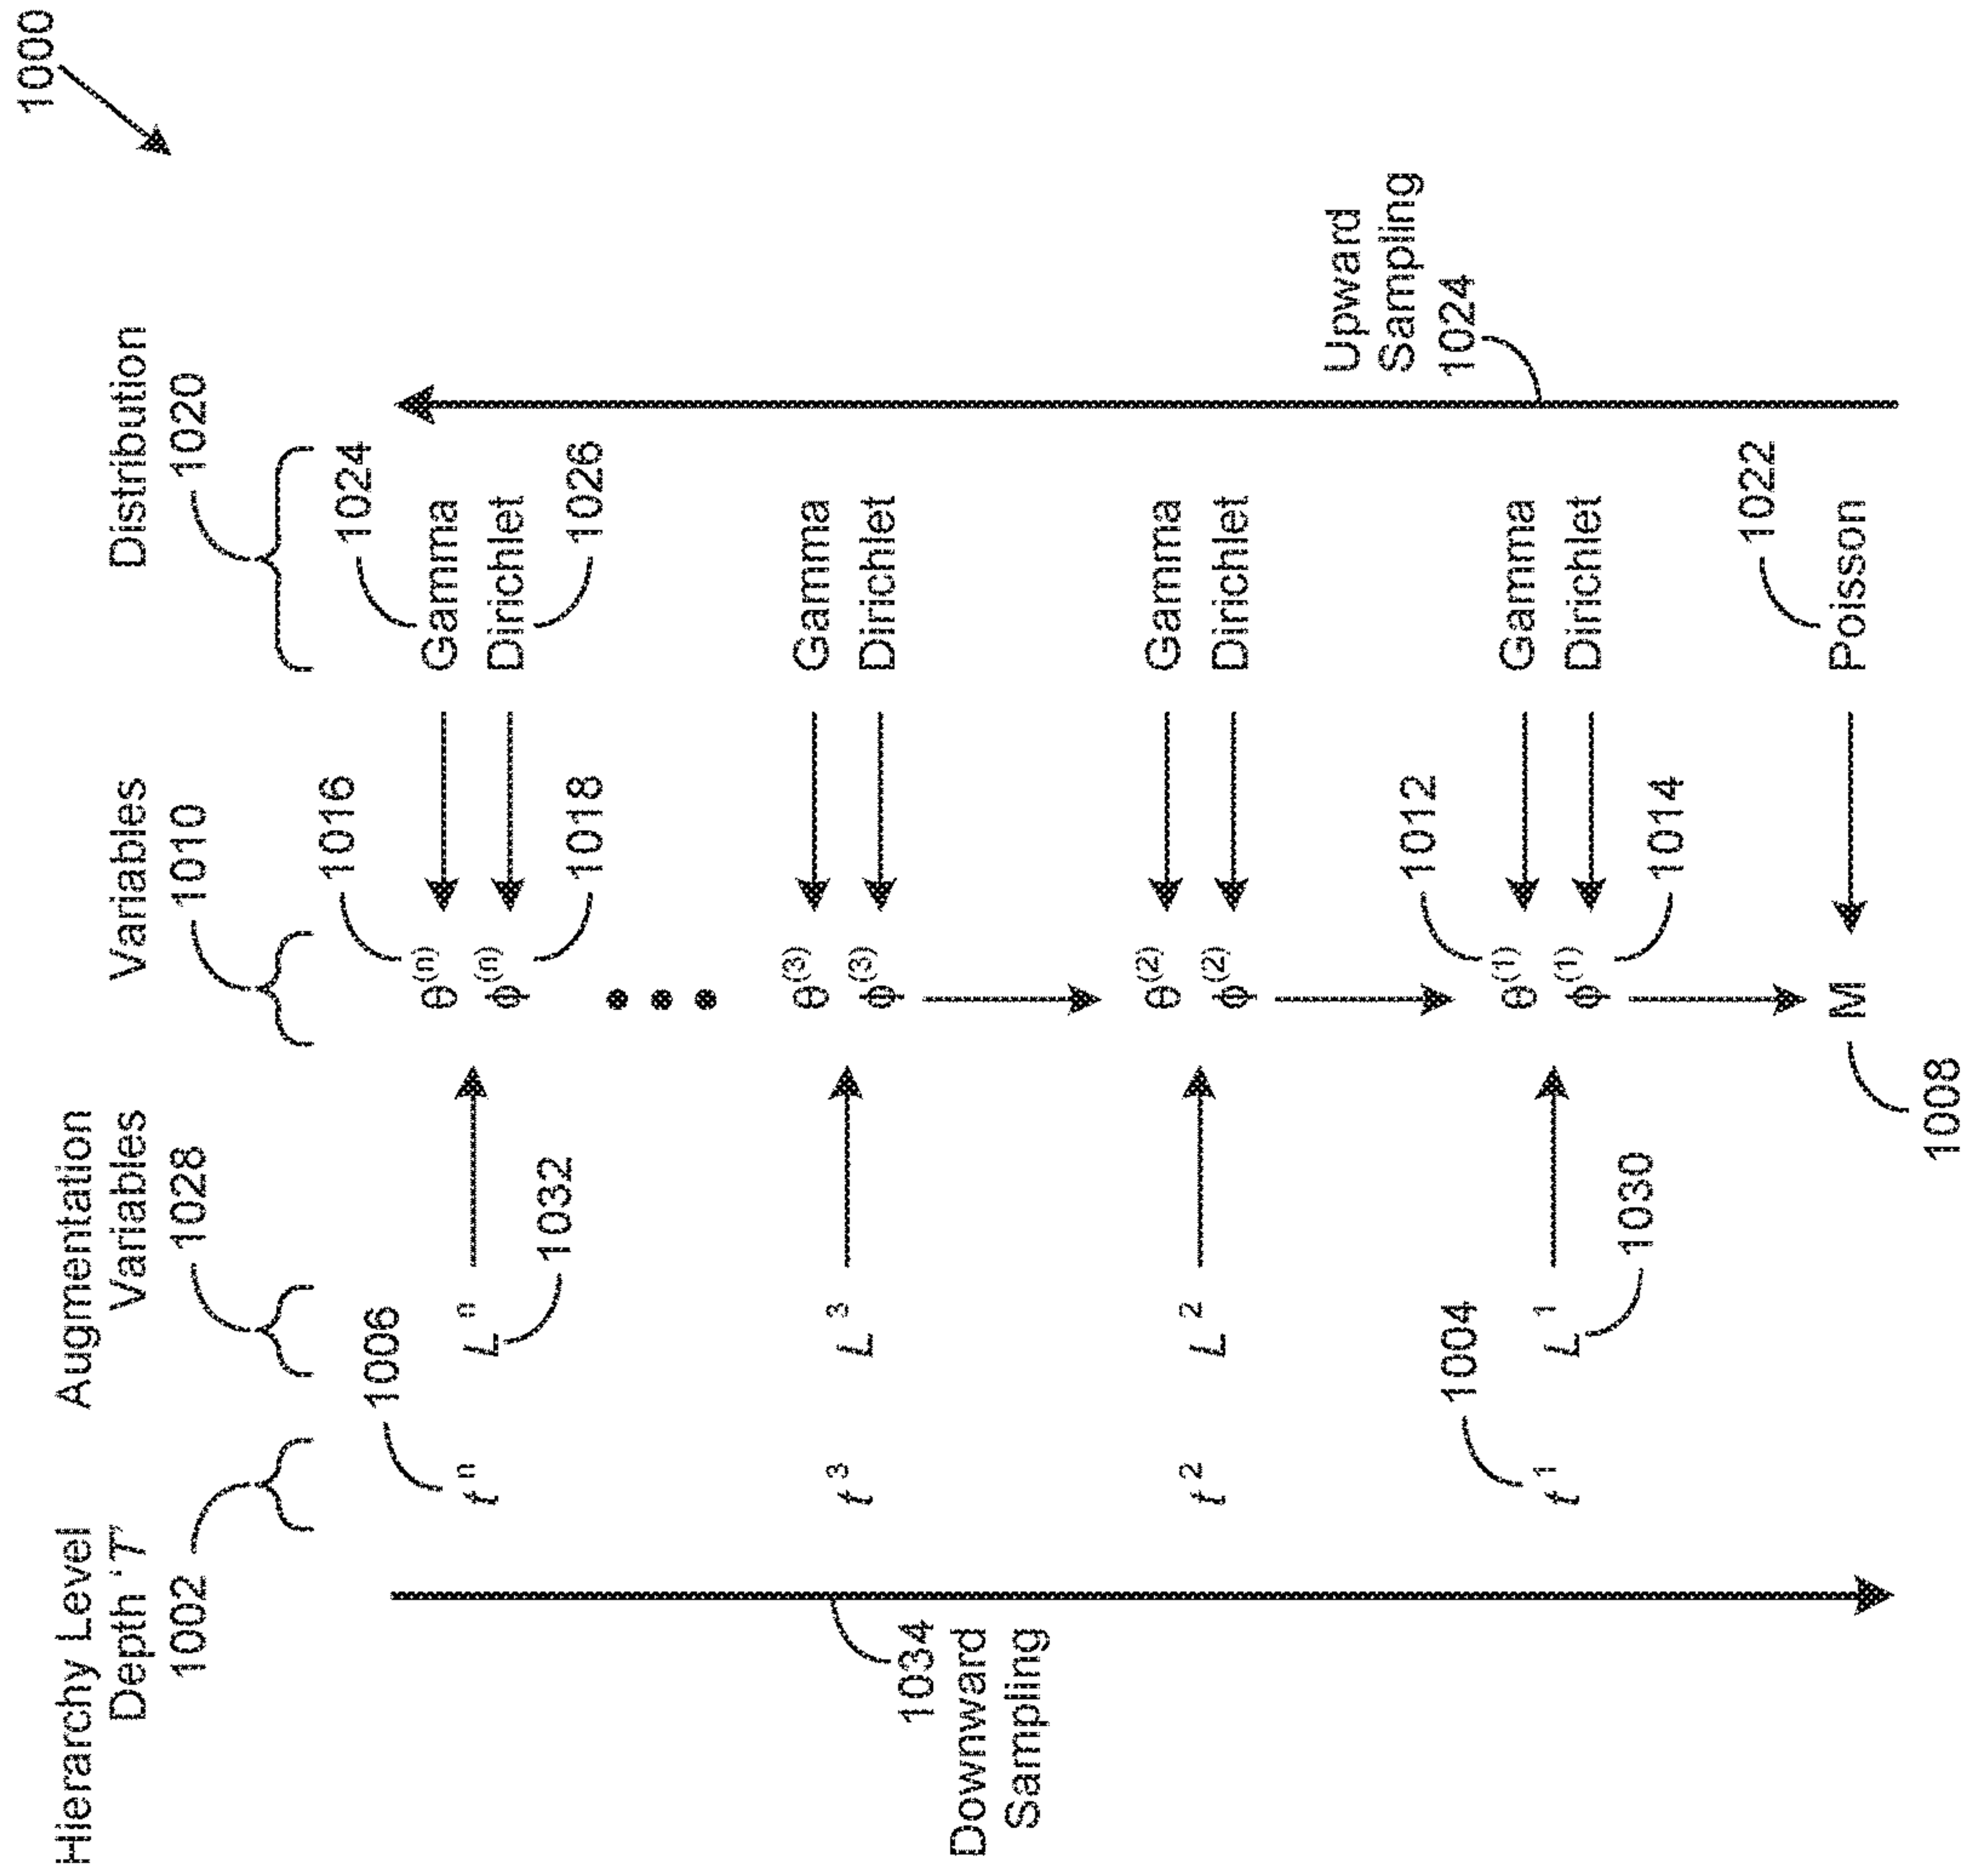 1000
Hierarchy Level
Depth 'T'
1002
Augmentation
Variables
1028
Variables
1010
Distribution
1020
1006
t n
L n
1032
1016
θ(n)
ϕ(n)
1018
1024
Gamma
Dirichlet
1026
t 3
L 3
θ(3)
ϕ(3)
Gamma
Dirichlet
1034
Downward
Sampling
t 2
L 2
θ(2)
ϕ(2)
Gamma
Dirichlet
Upward
Sampling
1024
1004
t 1
L 1
1030
1012
θ(1)
ϕ(1)
1014
Gamma
Dirichlet
1022
M
Poisson
1008